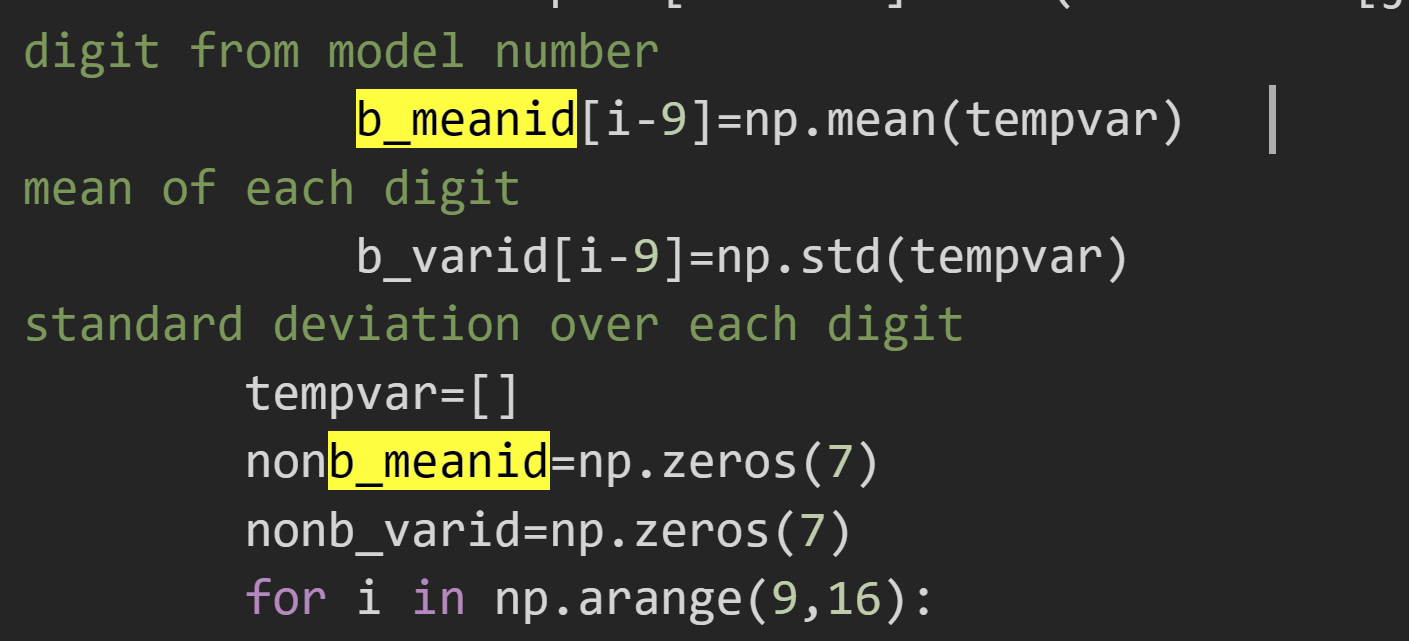 digit from model number
b_meanid[i-9]=np.mean(tempvar)
mean of each digit
b_varid[i-9]=np.std(tempvar)
standard deviation over each digit
tempvar=[]
nonb_meanid=np.zeros(7)
nonb_varid=np.zeros(7)
for i in np.arange(9,16):